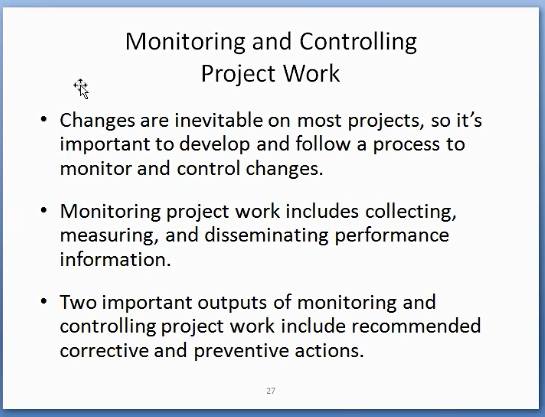 Monitoring and Controlling
Project Work
• Changes are inevitable on most projects, so it's
important to develop and follow a process to
monitor and control changes.
• Monitoring project work includes collecting,
measuring, and disseminating performance
information.
• Two important outputs of monitoring and
controlling project work include recommended
corrective and preventive actions.
27